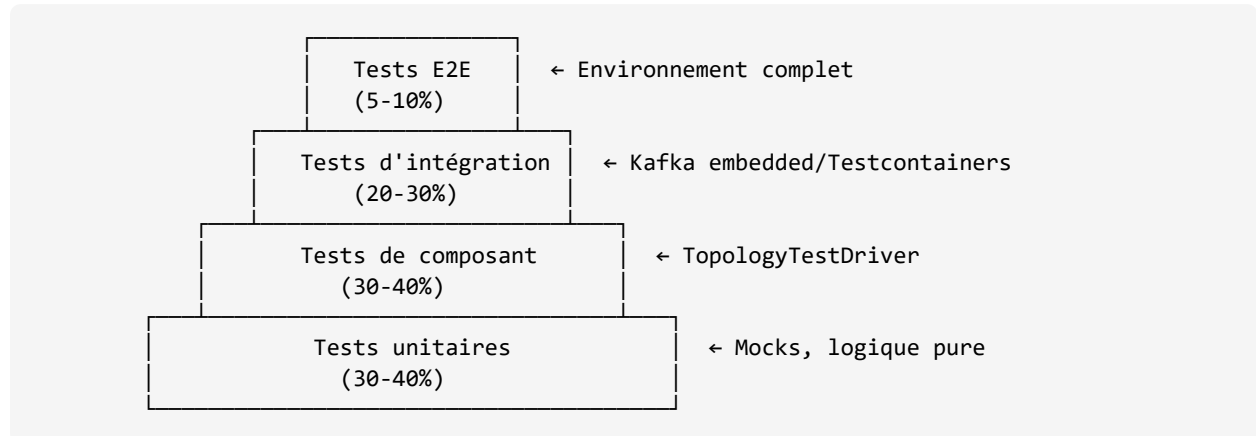 Tests E2E ← Environnement complet
(5-10%)
Tests d'intégration ← Kafka embedded/Testcontainers
(20-30%)
Tests de composant ← TopologyTestDriver
(30-40%)
Tests unitaires ← Mocks, logique pure
(30-40%)